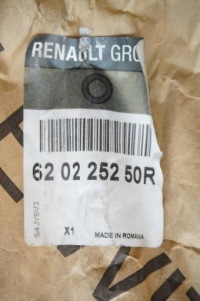 RENAULT GRO
62 02 252 50R
X1
MADE IN ROMANIA